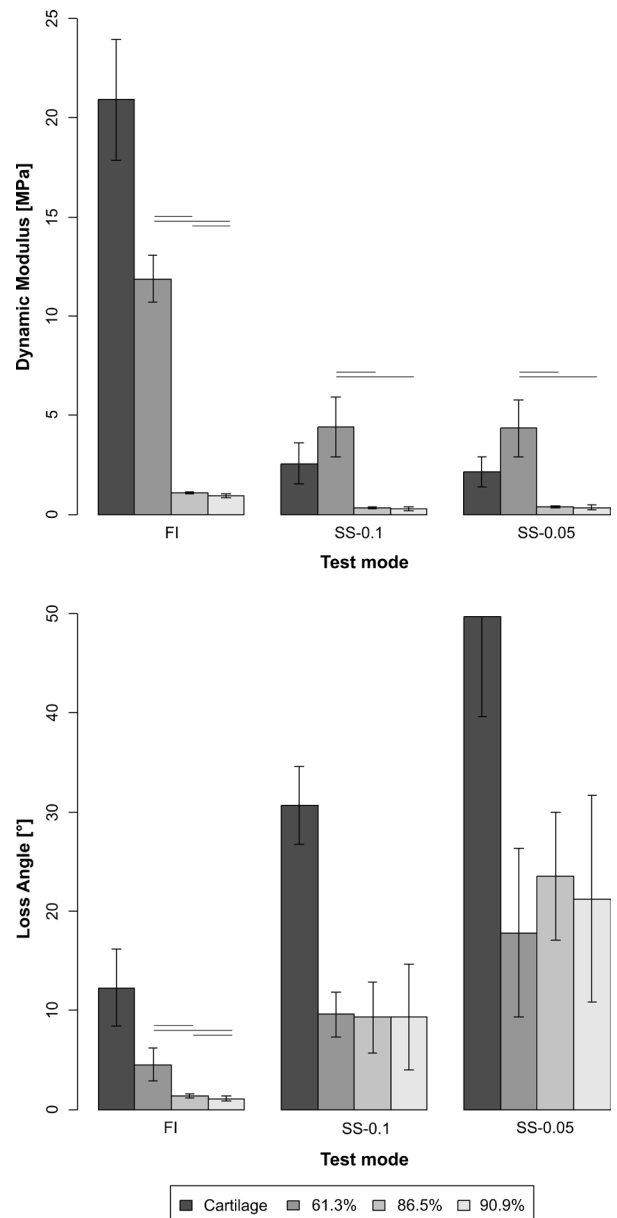 Dynamic Modulus [MPa]
25
20
15
10
5
0
FI SS-0.1 SS-0.05
Test mode
Loss Angle [°]
50
40
30
20
10
0
FI SS-0.1 SS-0.05
Test mode
Cartilage 61.3% 86.5% 90.9%